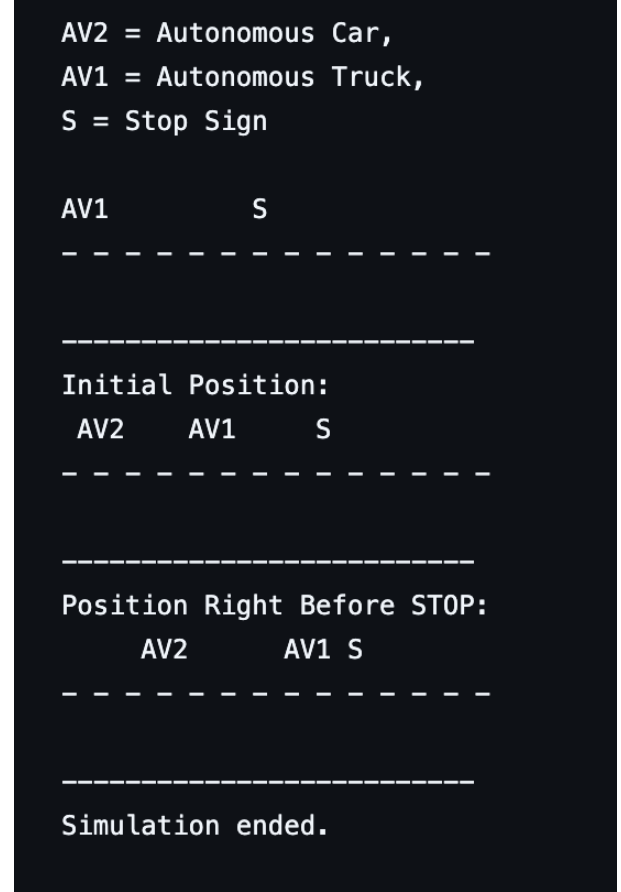 AV2 = Autonomous Car,
AV1 = Autonomous Truck,
S = Stop Sign
AV1         S
- - - - - - - - - - - - - -
--------------------------
Initial Position:
 AV2    AV1     S
- - - - - - - - - - - - - -
--------------------------
Position Right Before STOP:
     AV2      AV1 S
- - - - - - - - - - - - - -
--------------------------
Simulation ended.